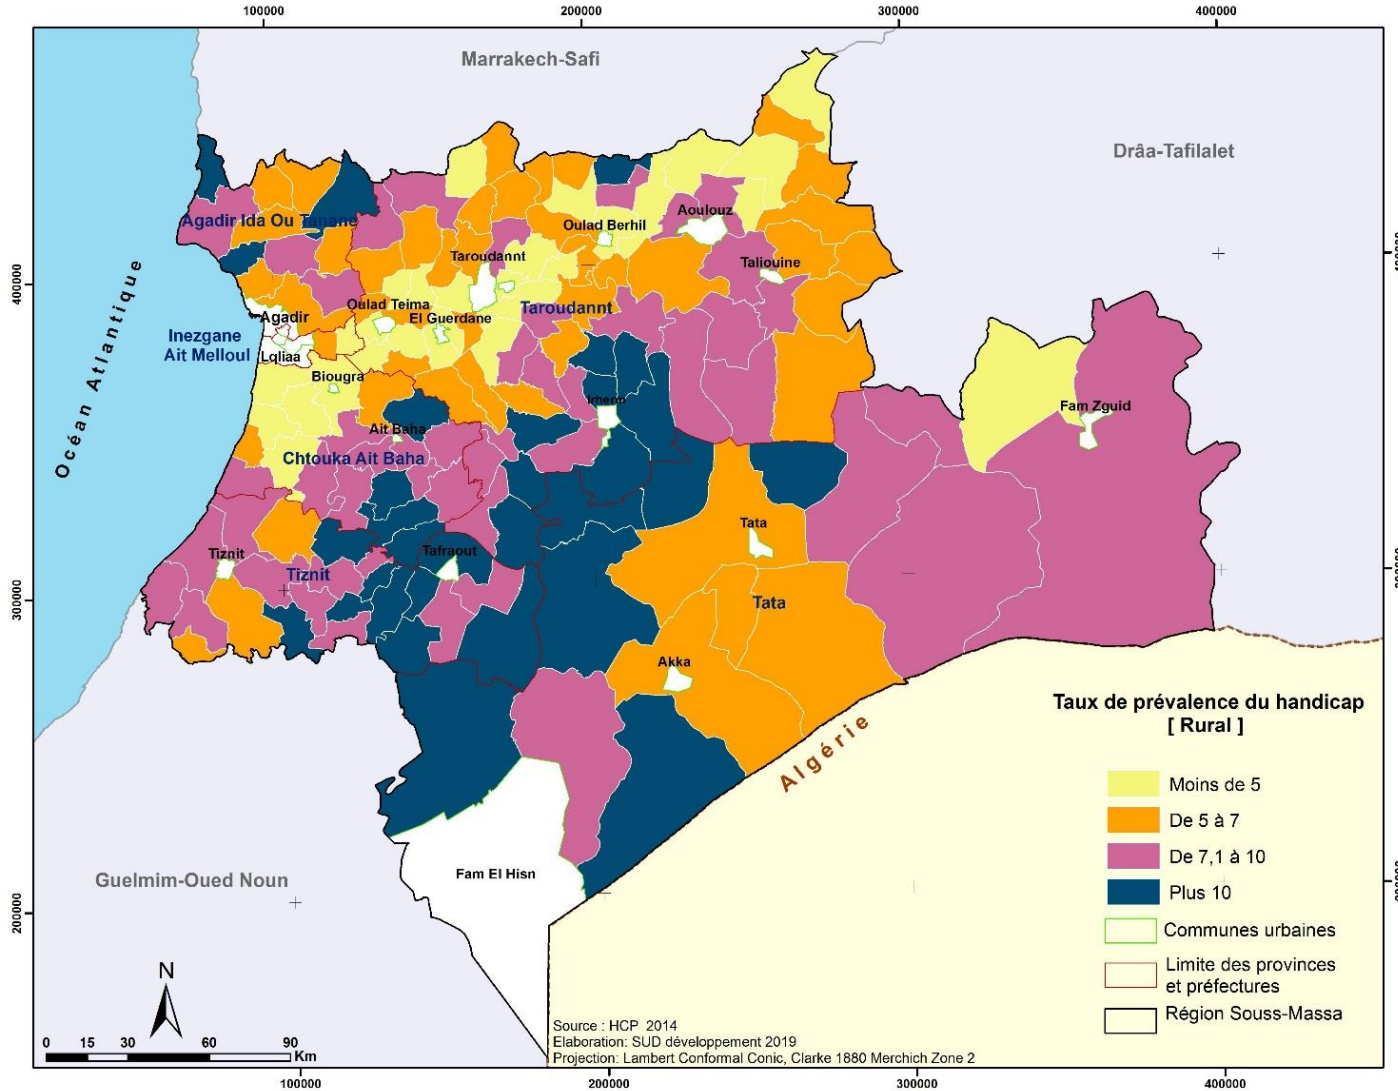 100000
200000
300000
400000
Marrakech-Safi
Drâa-Tafilalet
Agadir Ida Ou Tanane
Aoulouz
Oulad Berhil
Taroudannt
Taliouine
400000
Océan Atlantique
Oulad Teima
El Guerdane
Taroudannt
Agadir
Inezgane
Ait Melloul
Lqliaa
Biougra
Irherm
Fam Zguid
Ait Baha
Chtouka Ait Baha
Tata
Tiznit
Tafraout
Tiznit
Tata
300000
Akka
Algérie
Fam El Hisn
Guelmim-Oued Noun
200000
Taux de prévalence du handicap
[ Rural ]
Moins de 5
De 5 à 7
De 7,1 à 10
Plus 10
Communes urbaines
Limite des provinces
et préfectures
Région Souss-Massa
N
0 15 30 60 90
Km
Source : HCP 2014
Elaboration: SUD développement 2019
Projection: Lambert Conformal Conic, Clarke 1880 Merchich Zone 2
100000
200000
300000
400000